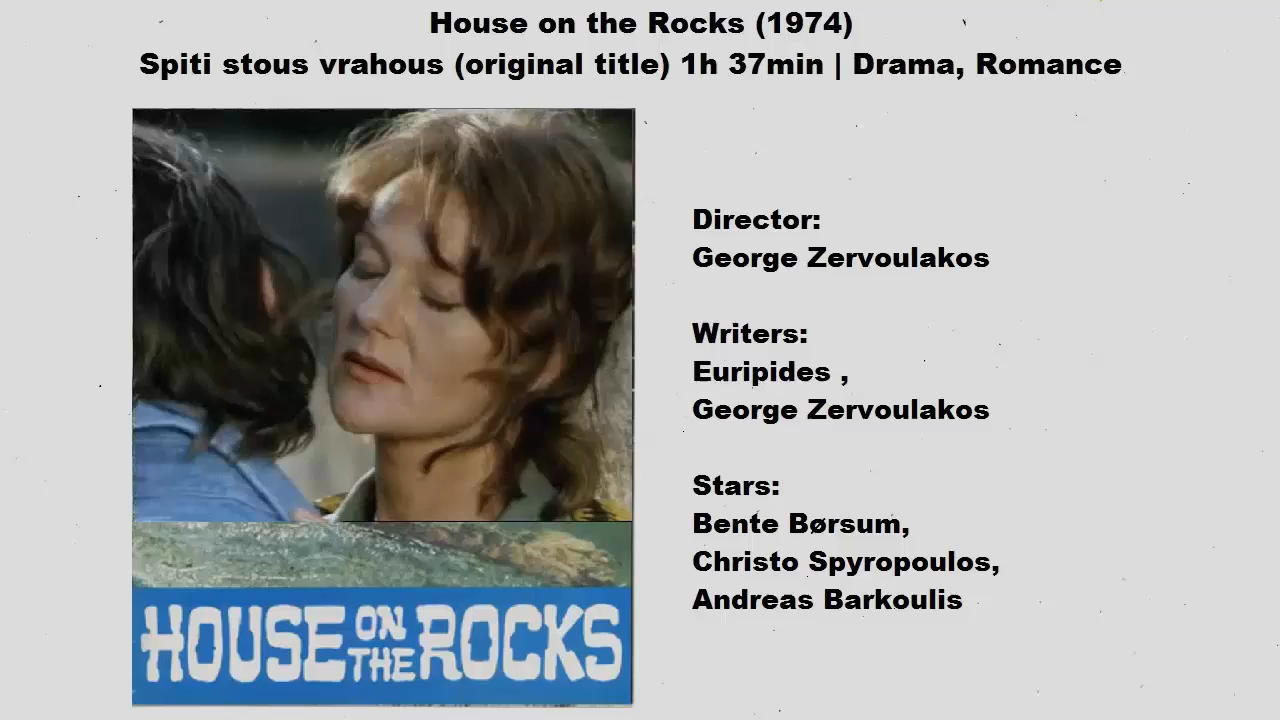 House on the Rocks (1974)
Spiti stous vrahous (original title) 1h 37min | Drama, Romance
Director:
George Zervoulakos
Writers:
Euripides ,
George Zervoulakos
Stars:
Bente Børsum,
Christo Spyropoulos,
Andreas Barkoulis
HOUSE ON THE ROCKS